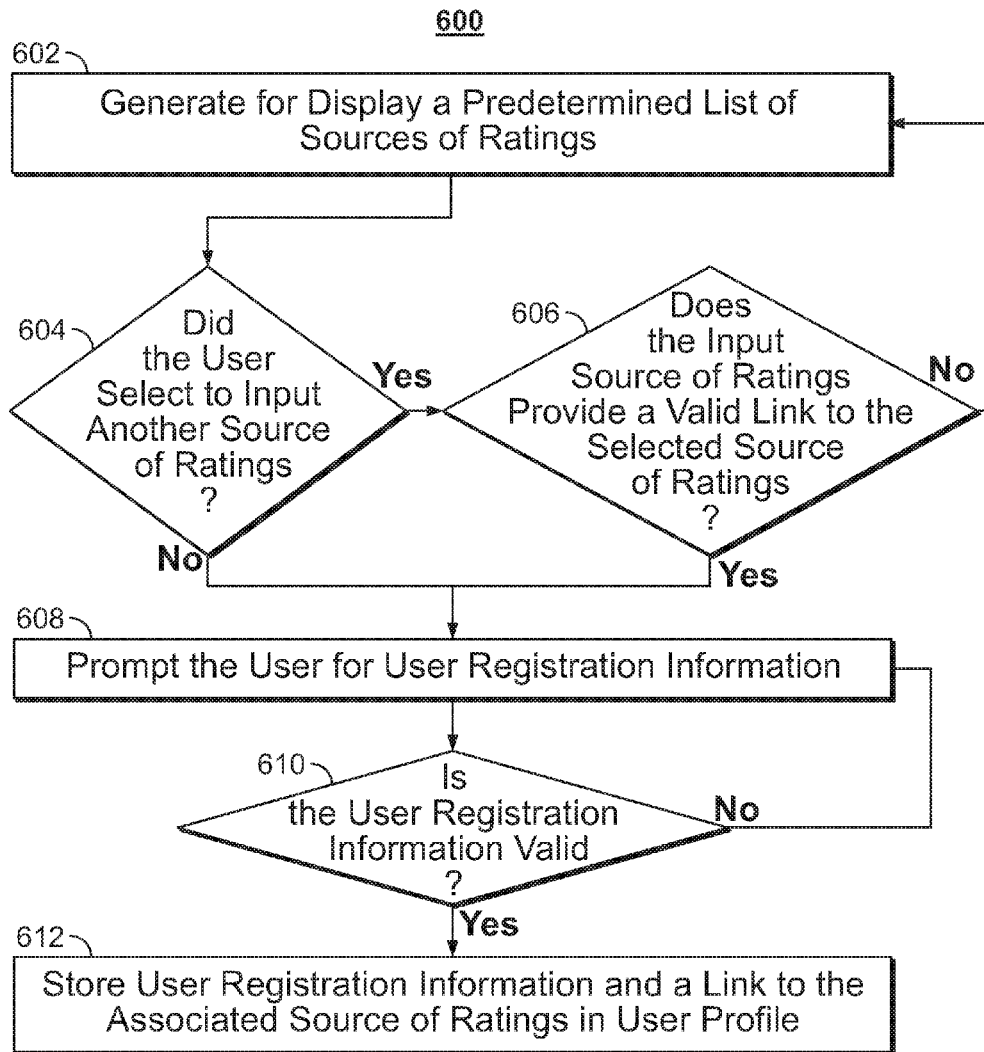 600
602
Generate for Display a Predetermined List of
Sources of Ratings
604
Did
the User
Select to Input
Another Source
of Ratings
?
Yes
No
606
Does
the Input
Source of Ratings
Provide a Valid Link to the
Selected Source
of Ratings
?
No
Yes
608
Prompt the User for User Registration Information
610
Is
the User Registration
Information Valid
?
No
Yes
612
Store User Registration Information and a Link to the
Associated Source of Ratings in User Profile